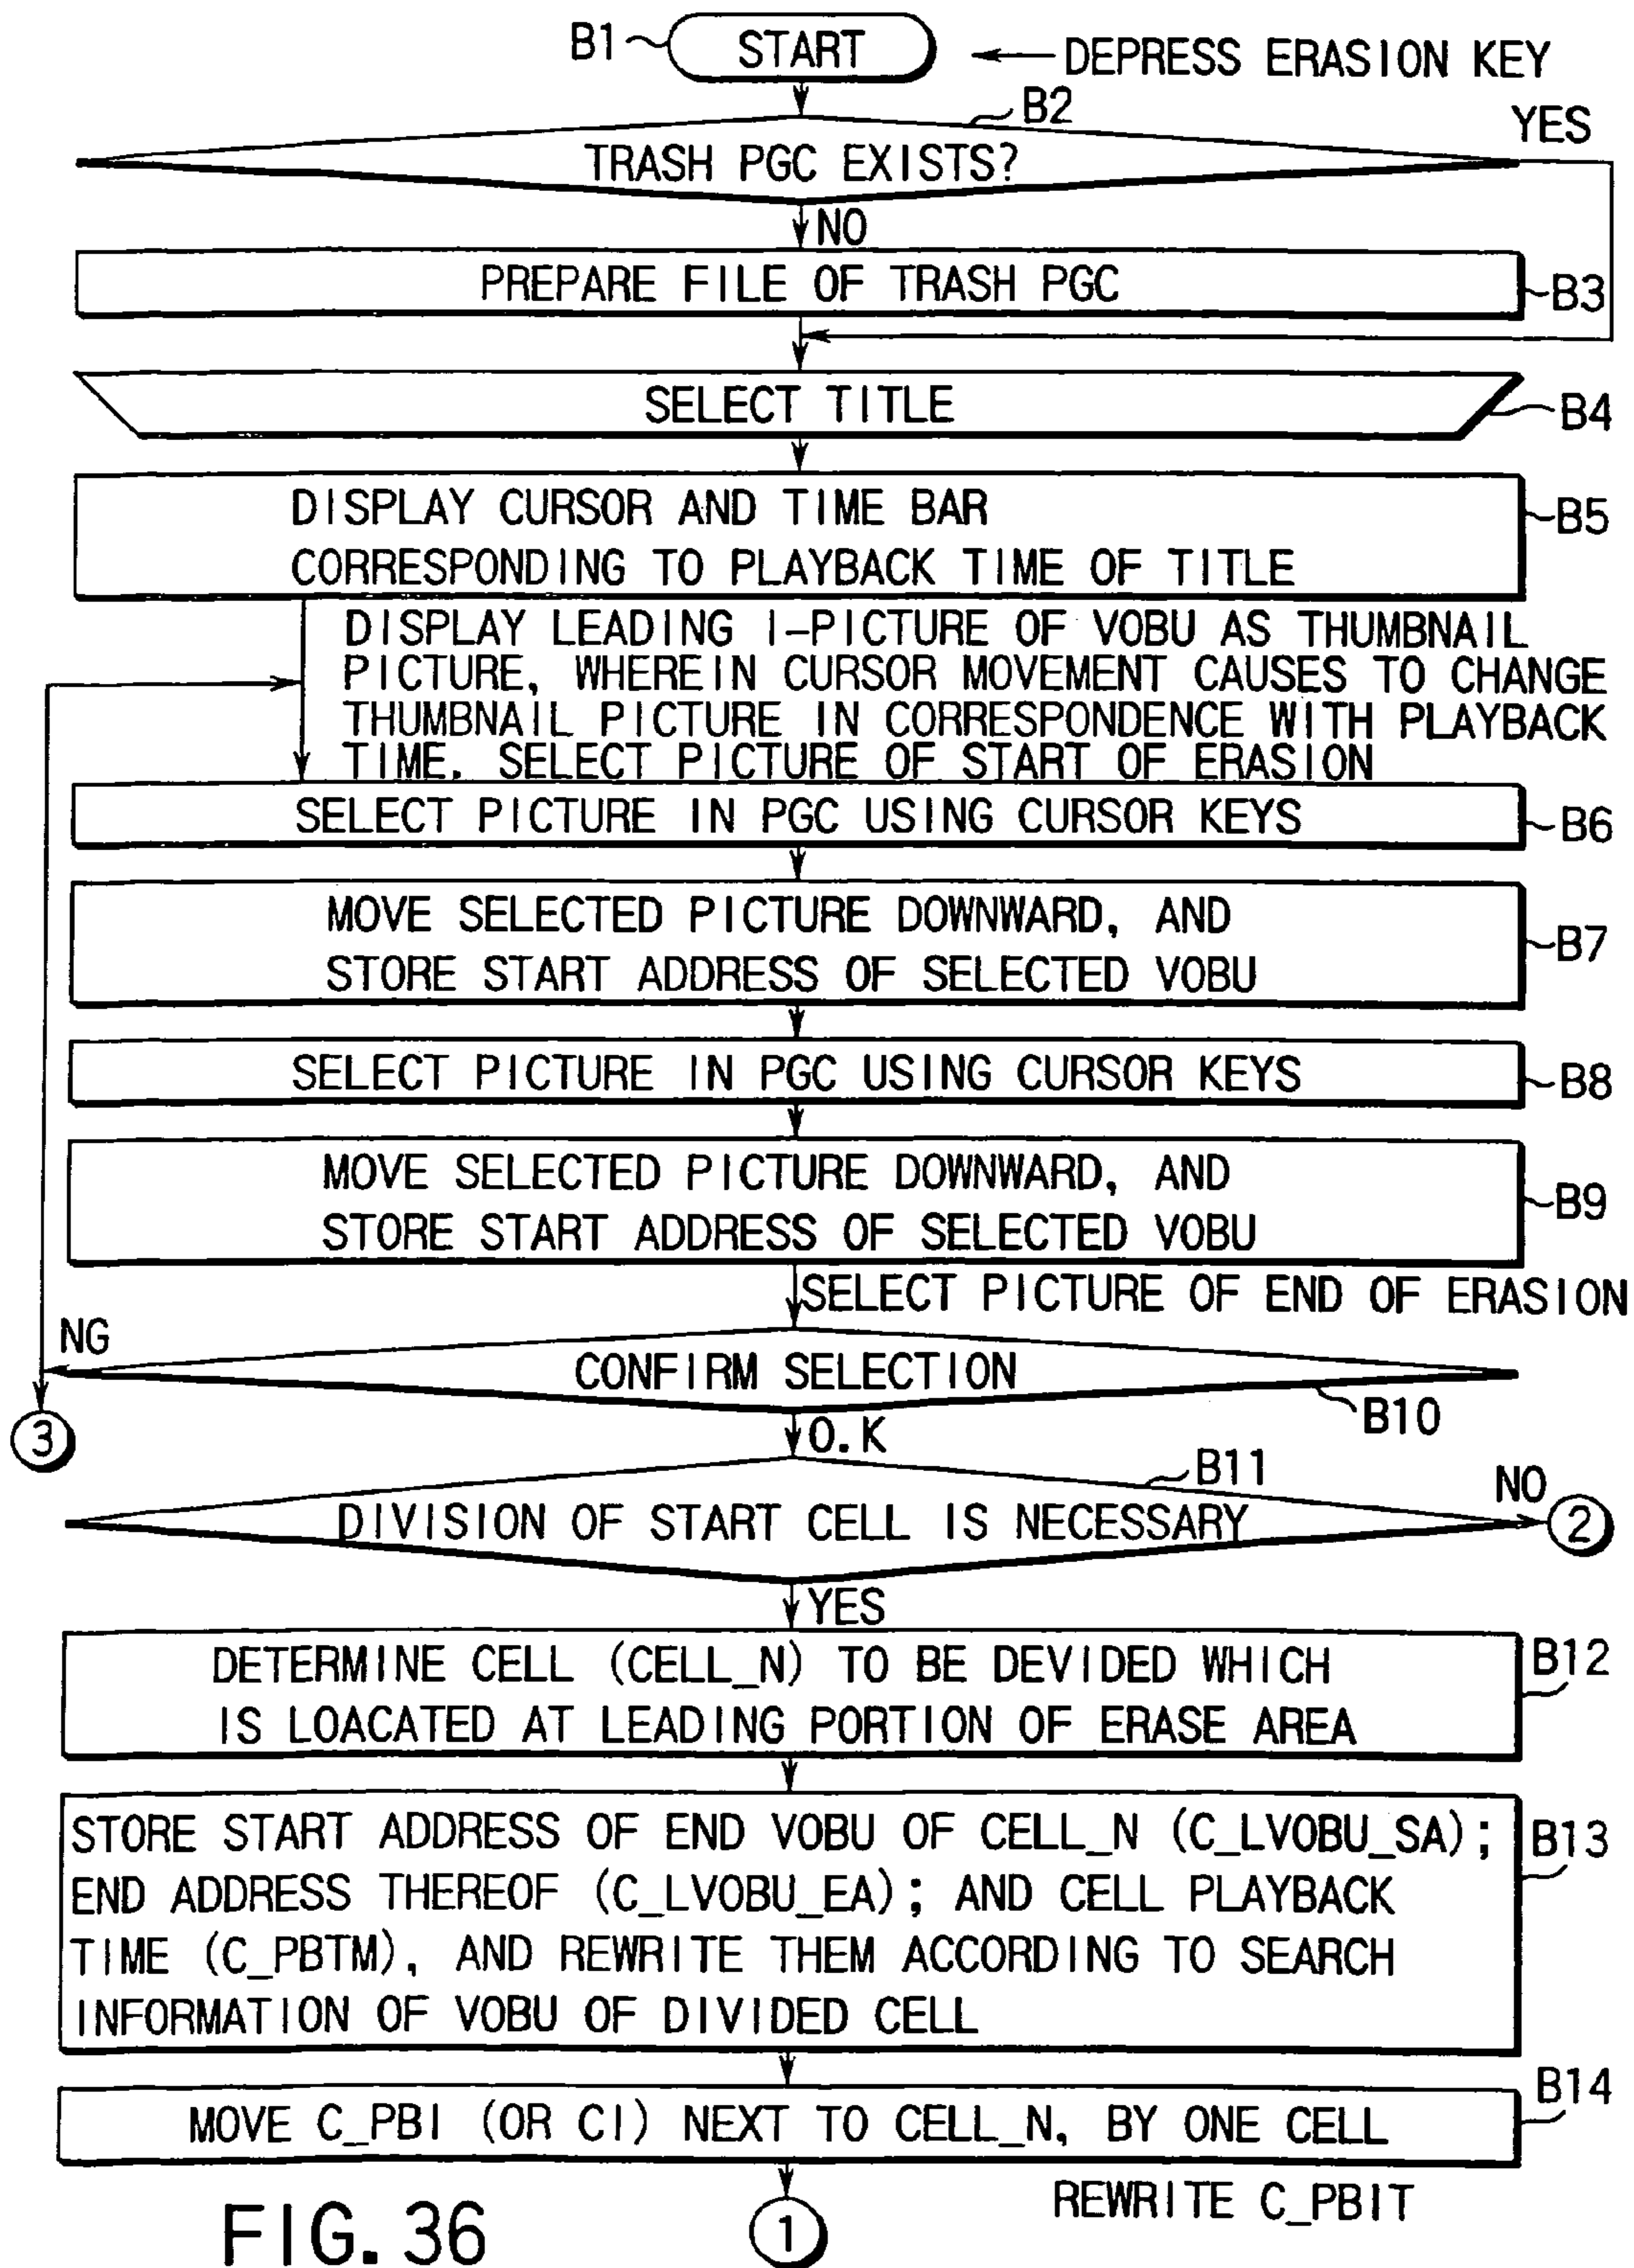 B1
START
DEPRESS ERASION KEY
B2
YES
TRASH PGC EXISTS?
NO
PREPARE FILE OF TRASH PGC
B3
SELECT TITLE
B4
DISPLAY CURSOR AND TIME BAR
CORRESPONDING TO PLAYBACK TIME OF TITLE
B5
DISPLAY LEADING I-PICTURE OF VOBU AS THUMBNAIL
PICTURE, WHEREIN CURSOR MOVEMENT CAUSES TO CHANGE
THUMBNAIL PICTURE IN CORRESPONDENCE WITH PLAYBACK
TIME. SELECT PICTURE OF START OF ERASION
SELECT PICTURE IN PGC USING CURSOR KEYS
B6
MOVE SELECTED PICTURE DOWNWARD, AND
STORE START ADDRESS OF SELECTED VOBU
B7
SELECT PICTURE IN PGC USING CURSOR KEYS
B8
MOVE SELECTED PICTURE DOWNWARD, AND
STORE START ADDRESS OF SELECTED VOBU
B9
SELECT PICTURE OF END OF ERASION
NG
CONFIRM SELECTION
B10
3
O.K
B11
NO
DIVISION OF START CELL IS NECESSARY
2
YES
DETERMINE CELL (CELL_N) TO BE DEVIDED WHICH
IS LOACATED AT LEADING PORTION OF ERASE AREA
B12
STORE START ADDRESS OF END VOBU OF CELL_N (C_LVOBU_SA);
END ADDRESS THEREOF (C_LVOBU_EA); AND CELL PLAYBACK
TIME (C_PBTM), AND REWRITE THEM ACCORDING TO SEARCH
INFORMATION OF VOBU OF DIVIDED CELL
B13
B14
MOVE C_PBI (OR CI) NEXT TO CELL_N, BY ONE CELL
REWRITE C_PBIT
1
FIG. 36